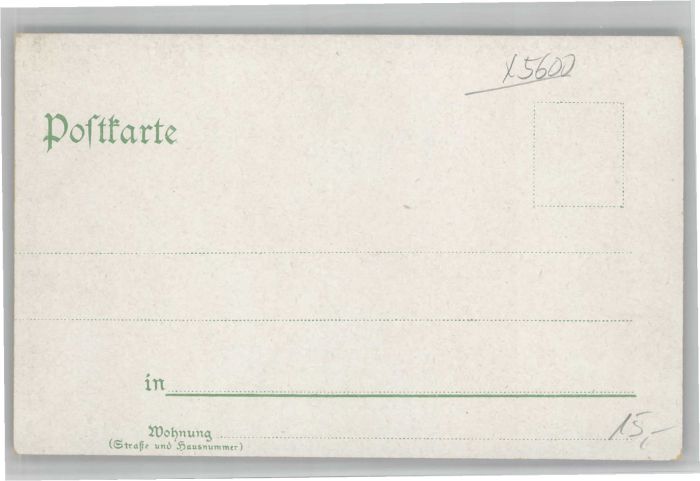 x5600
Postkarte
in
Wohnung
(Straße und Hausnummer)
15,-